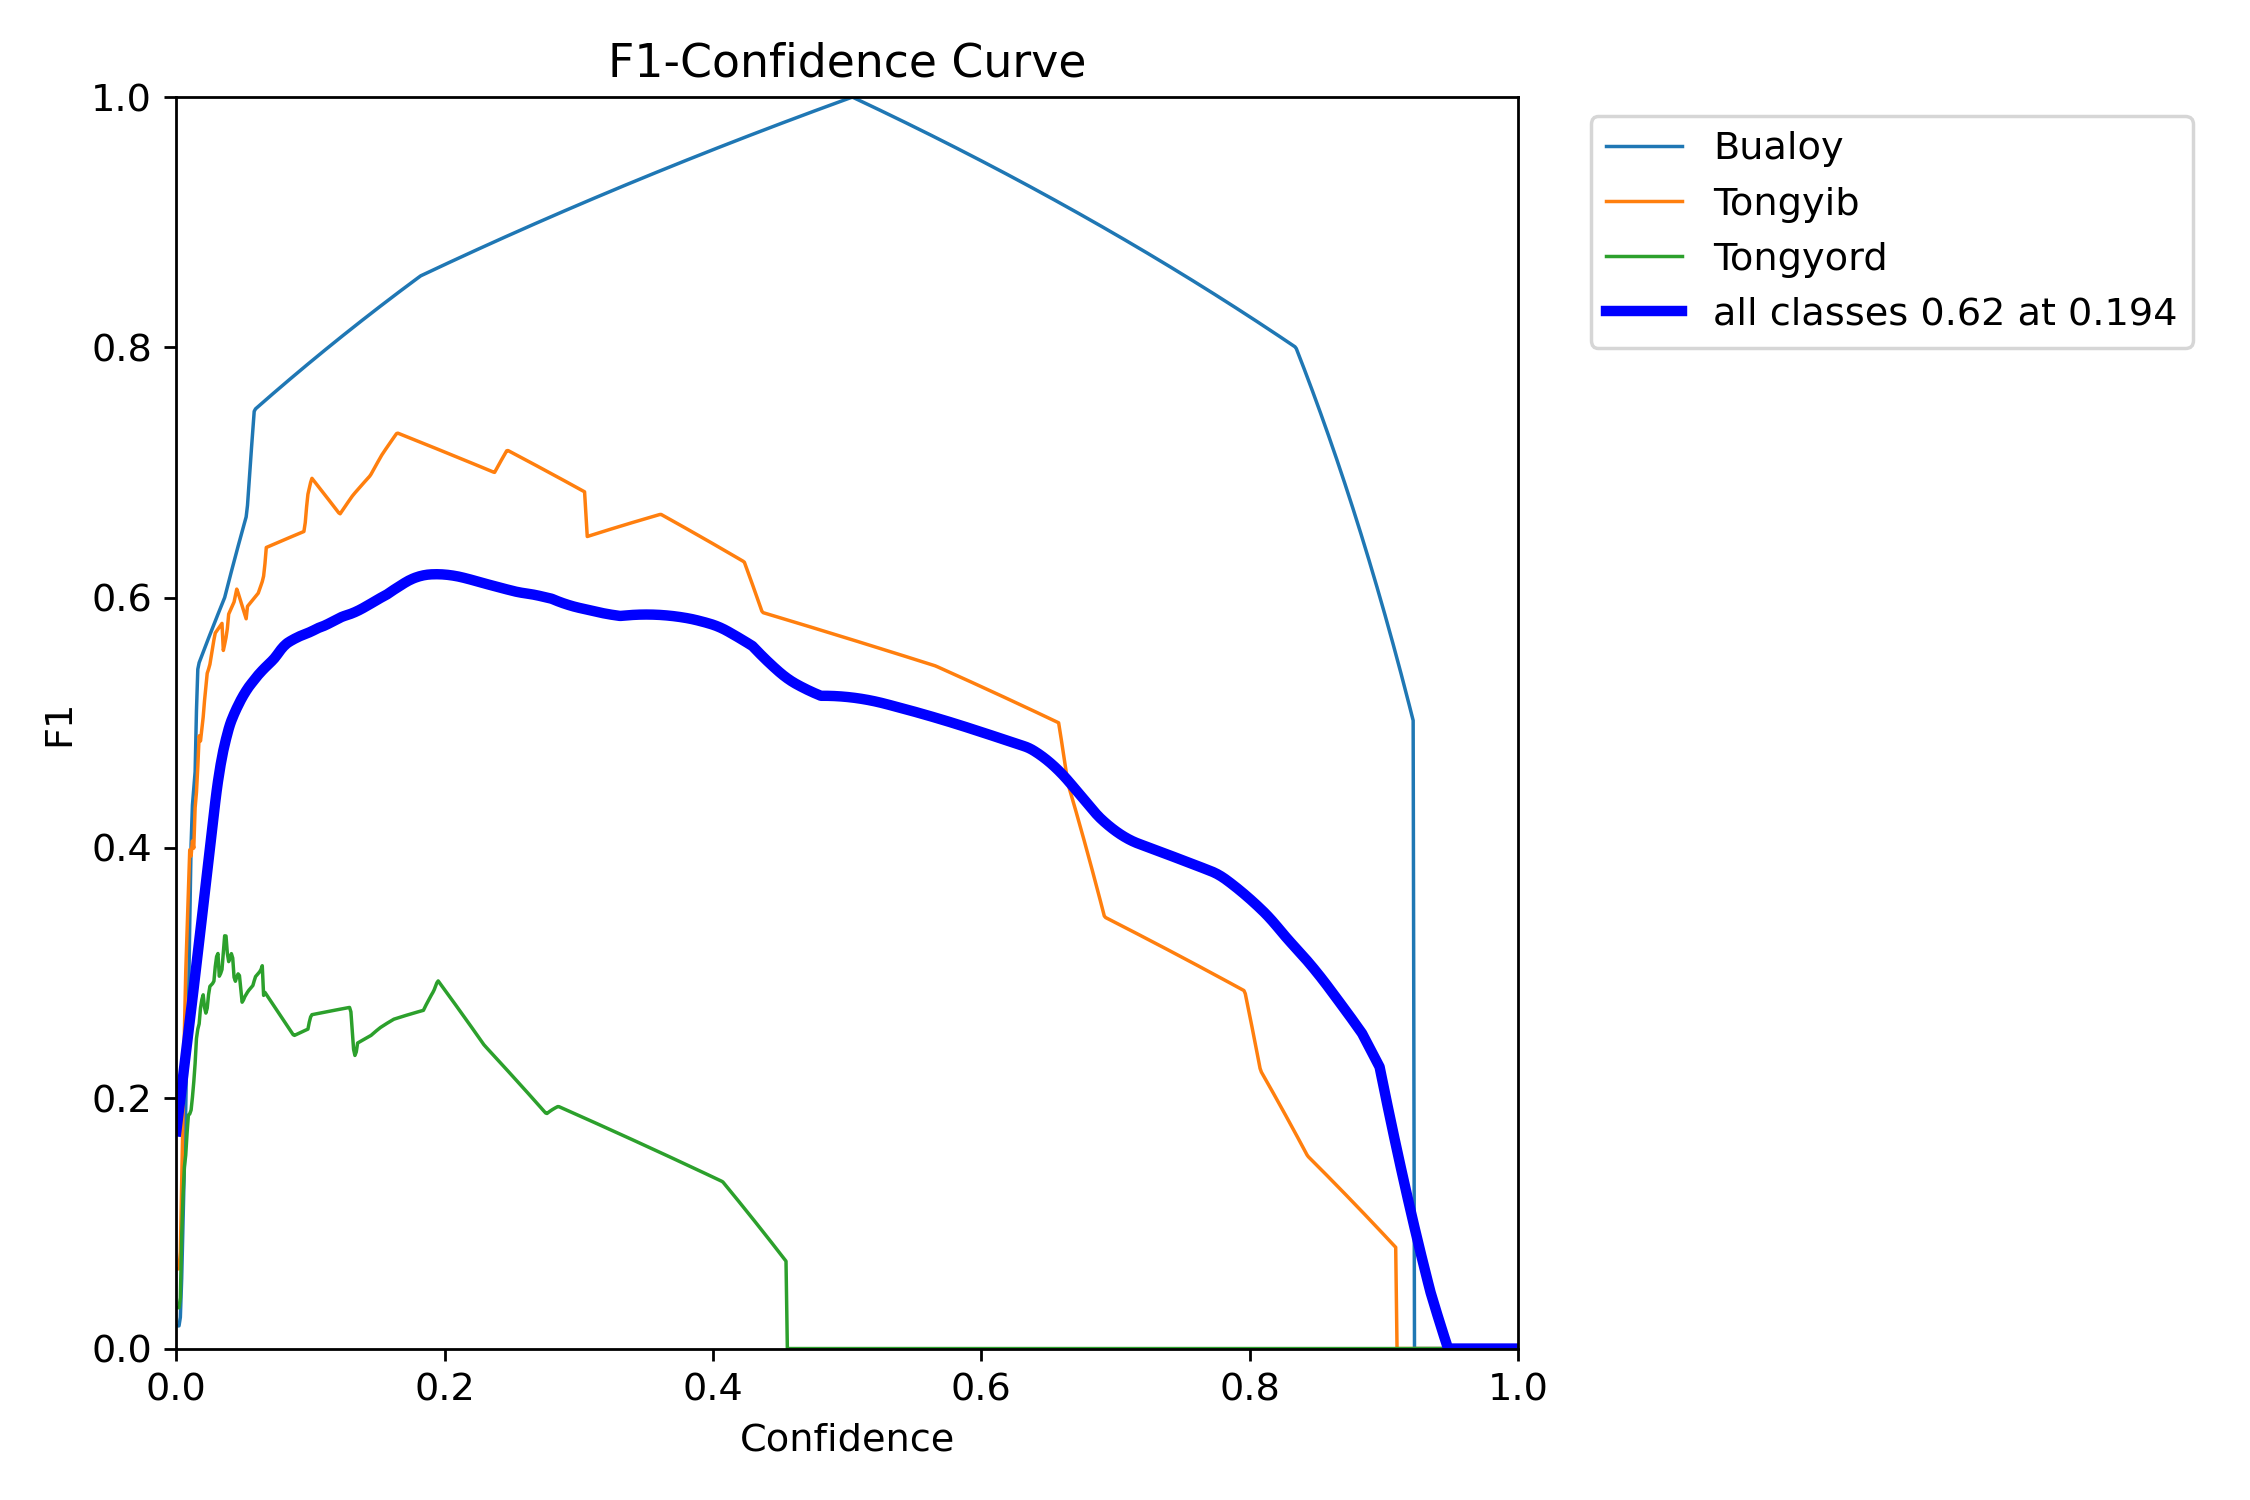 F1-Confidence Curve
1.0
0.8
0.6
0.4
0.2
0.0
F1
0.0 0.2 0.4 0.6 0.8 1.0
Confidence
Bualoy
Tongyib
Tongyord
all classes 0.62 at 0.194